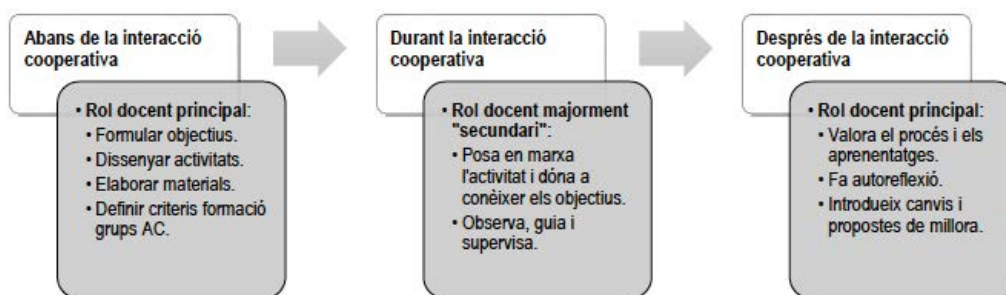 Abans de la interacció
cooperativa
• Rol docent principal:
• Formular objectius.
• Dissenyar activitats.
• Elaborar materials.
• Definir criteris formació
grups AC.
Durant la interacció
cooperativa
• Rol docent majorment
"secundari":
• Posa en marxa
l'activitat i dóna a
conèixer els objectius.
• Observa, guia i
supervisa.
Després de la interacció
cooperativa
• Rol docent principal:
• Valora el procés i els
aprenentatges.
• Fa autoreflexió.
• Introdueix canvis i
propostes de millora.